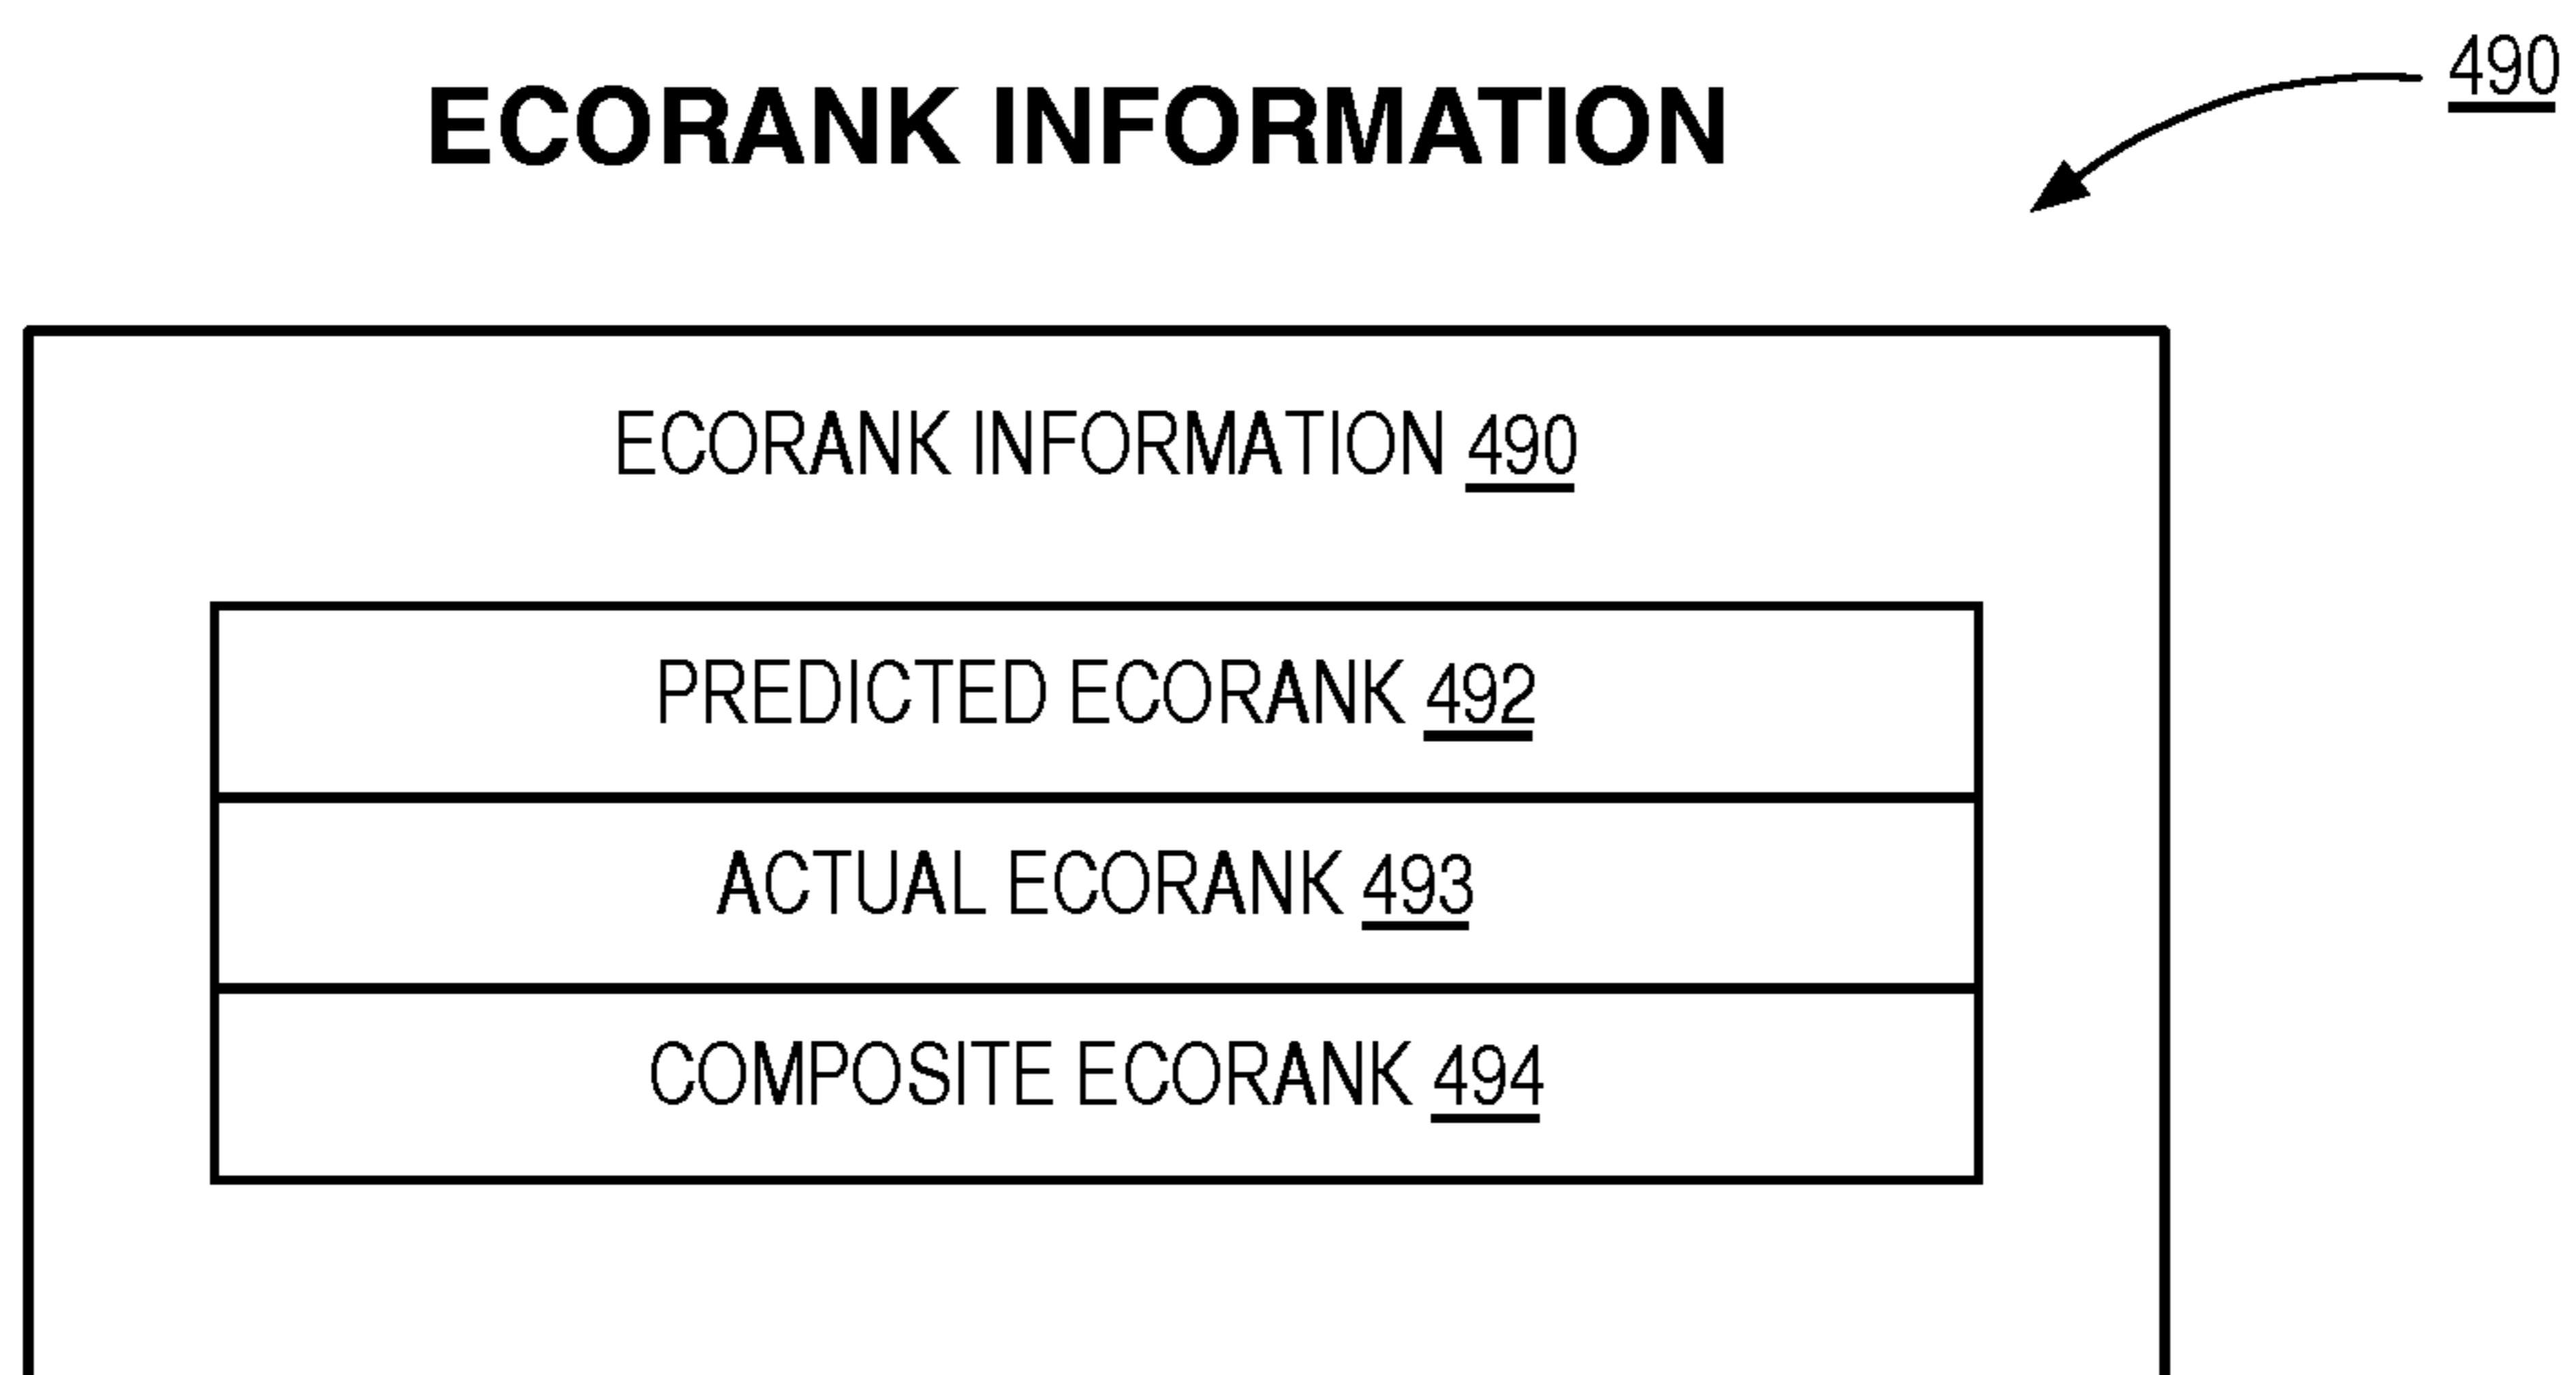 490
ECORANK INFORMATION
ECORANK INFORMATION 490
PREDICTED ECORANK 492
ACTUAL ECORANK 493
COMPOSITE ECORANK 494